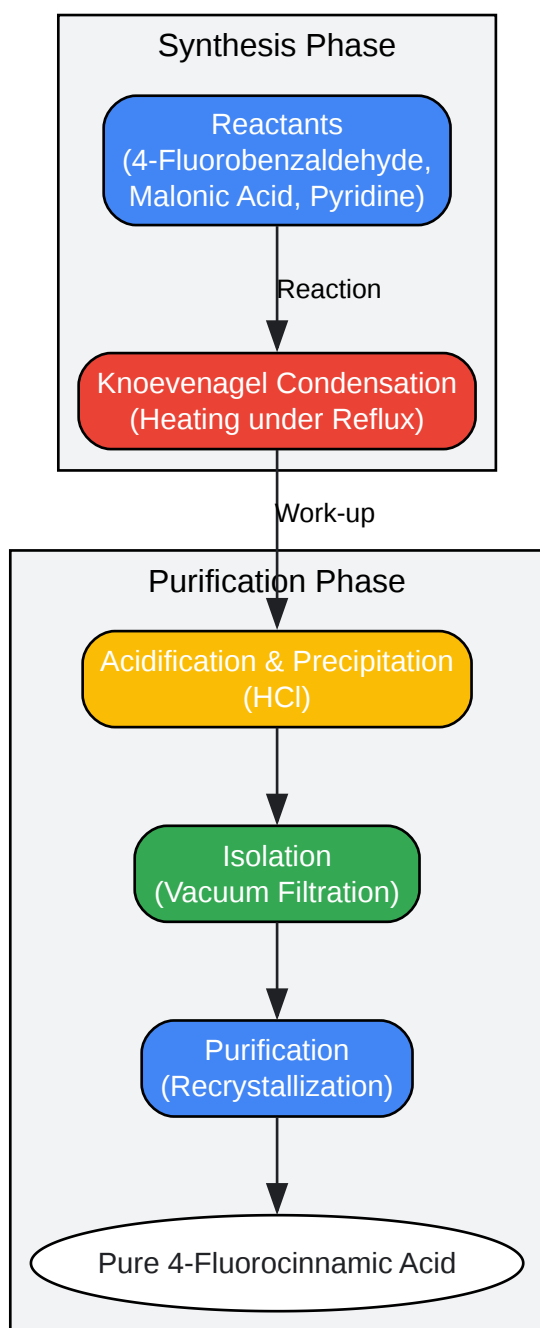 Synthesis Phase
Reactants
(4-Fluorobenzaldehyde,
Malonic Acid, Pyridine)
Reaction
Knoevenagel Condensation
(Heating under Reflux)
Work-up
Purification Phase
Acidification & Precipitation
(HCl)
Isolation
(Vacuum Filtration)
Purification
(Recrystallization)
Pure 4-Fluorocinnamic Acid